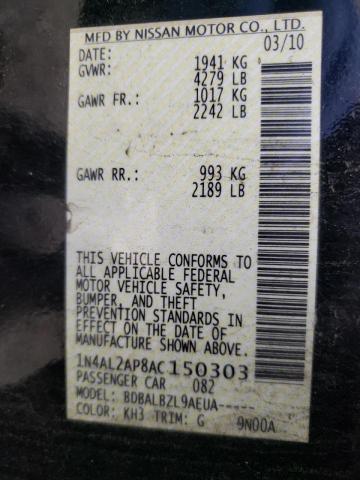 MFD BY NISSAN MOTOR CO., LTD.
DATE: 03/10
GVWR: 1941 KG
4279 LB
GAWR FR.: 1017 KG
2242 LB
GAWR RR.: 993 KG
2189 LB
THIS VEHICLE CONFORMS TO
ALL APPLICABLE FEDERAL
MOTOR VEHICLE SAFETY,
BUMPER, AND THEFT
PREVENTION STANDARDS IN
EFFECT ON THE DATE OF
MANUFACTURE SHOWN ABOVE.
1N4AL2AP8AC150303
PASSENGER CAR 082
MODEL: BDBALBZL9AEUA-----
COLOR: KH3 TRIM: G 9N00A